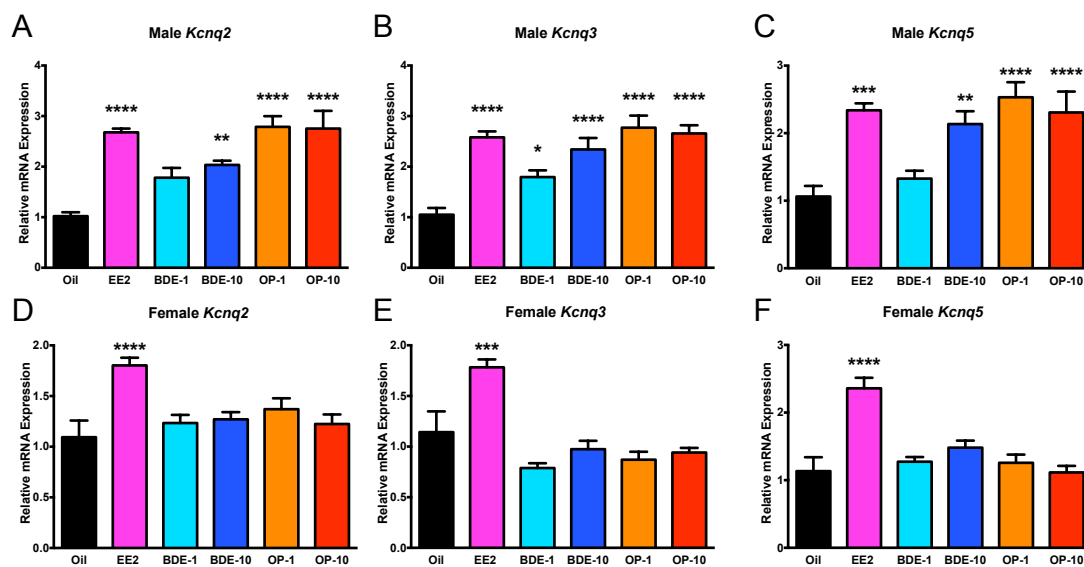 A
Male Kcnq2
Relative mRNA Expression
4
3
2
1
0
****
**
****
****
Oil
EE2
BDE-1
BDE-10
OP-1
OP-10
B
Male Kcnq3
Relative mRNA Expression
4
3
2
1
0
****
*
****
****
****
Oil
EE2
BDE-1
BDE-10
OP-1
OP-10
C
Male Kcnq5
Relative mRNA Expression
3
2
1
0
***
**
****
****
Oil
EE2
BDE-1
BDE-10
OP-1
OP-10
D
Female Kcnq2
Relative mRNA Expression
2.0
1.5
1.0
0.5
0.0
****
Oil
EE2
BDE-1
BDE-10
OP-1
OP-10
E
Female Kcnq3
Relative mRNA Expression
2.0
1.5
1.0
0.5
0.0
***
Oil
EE2
BDE-1
BDE-10
OP-1
OP-10
F
Female Kcnq5
Relative mRNA Expression
3
2
1
0
****
Oil
EE2
BDE-1
BDE-10
OP-1
OP-10